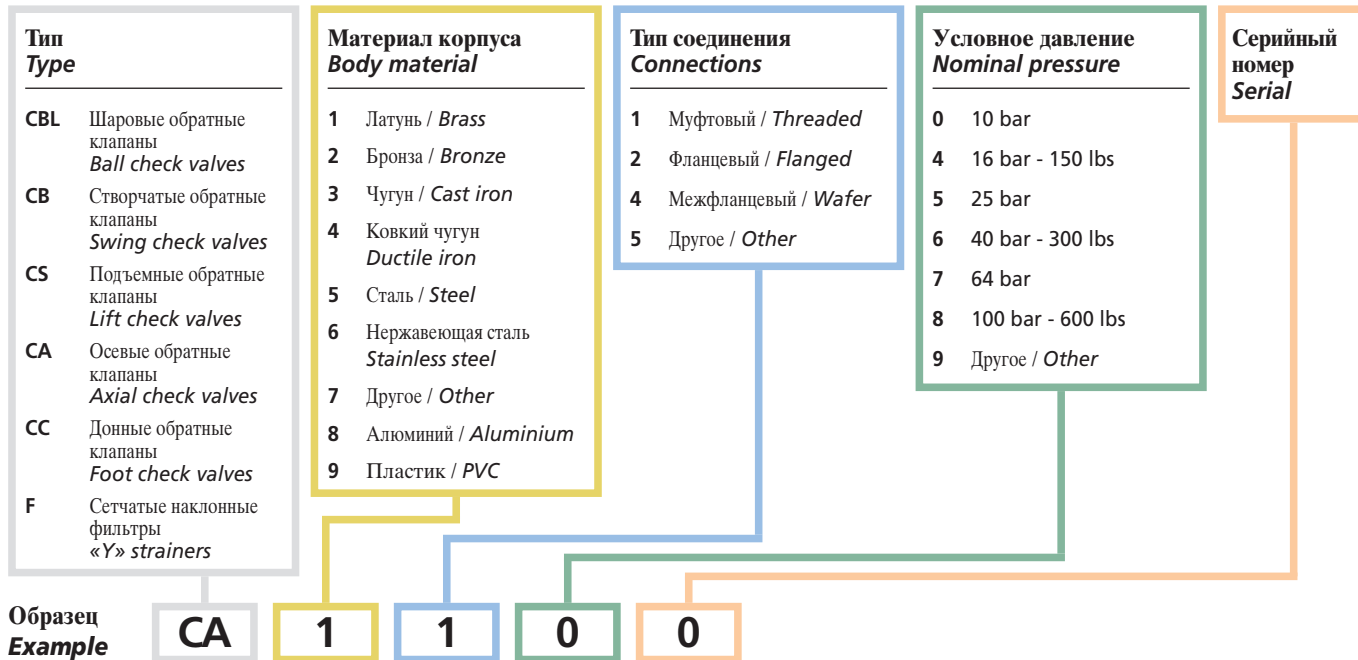 Тип
Type
CBL Шаровые обратные
клапаны
Ball check valves
CB Створчатые обратные
клапаны
Swing check valves
CS Подъемные обратные
клапаны
Lift check valves
CA Осевые обратные
клапаны
Axial check valves
CC Донные обратные
клапаны
Foot check valves
F Сетчатые наклонные
фильтры
«Y» strainers
Материал корпуса
Body material
1 Латунь / Brass
2 Бронза / Bronze
3 Чугун / Cast iron
4 Ковкий чугун
Ductile iron
5 Сталь / Steel
6 Нержавеющая сталь
Stainless steel
7 Другое / Other
8 Алюминий / Aluminium
9 Пластик / PVC
Тип соединения
Connections
1 Муфтовый / Threaded
2 Фланцевый / Flanged
4 Межфланцевый / Wafer
5 Другое / Other
Условное давление
Nominal pressure
0 10 bar
4 16 bar - 150 lbs
5 25 bar
6 40 bar - 300 lbs
7 64 bar
8 100 bar - 600 lbs
9 Другое / Other
Серийный
номер
Serial
Образец
Example
CA 1 1 0 0